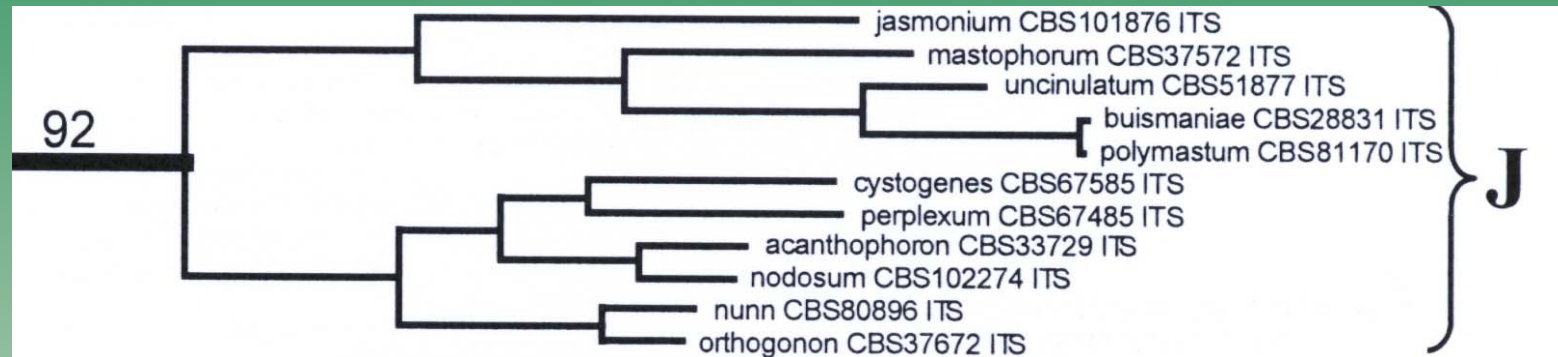 jasmonium CBS101876 ITS
mastophorum CBS37572 ITS
uncinulatum CBS51877 ITS
92
buismaniae CBS28831 ITS
polymastum CBS81170 ITS
J
cystogenes CBS67585 ITS
perplexum CBS67485 ITS
acanthophoron CBS33729 ITS
nodosum CBS102274 ITS
nunn CBS80896 ITS
orthogonon CBS37672 ITS